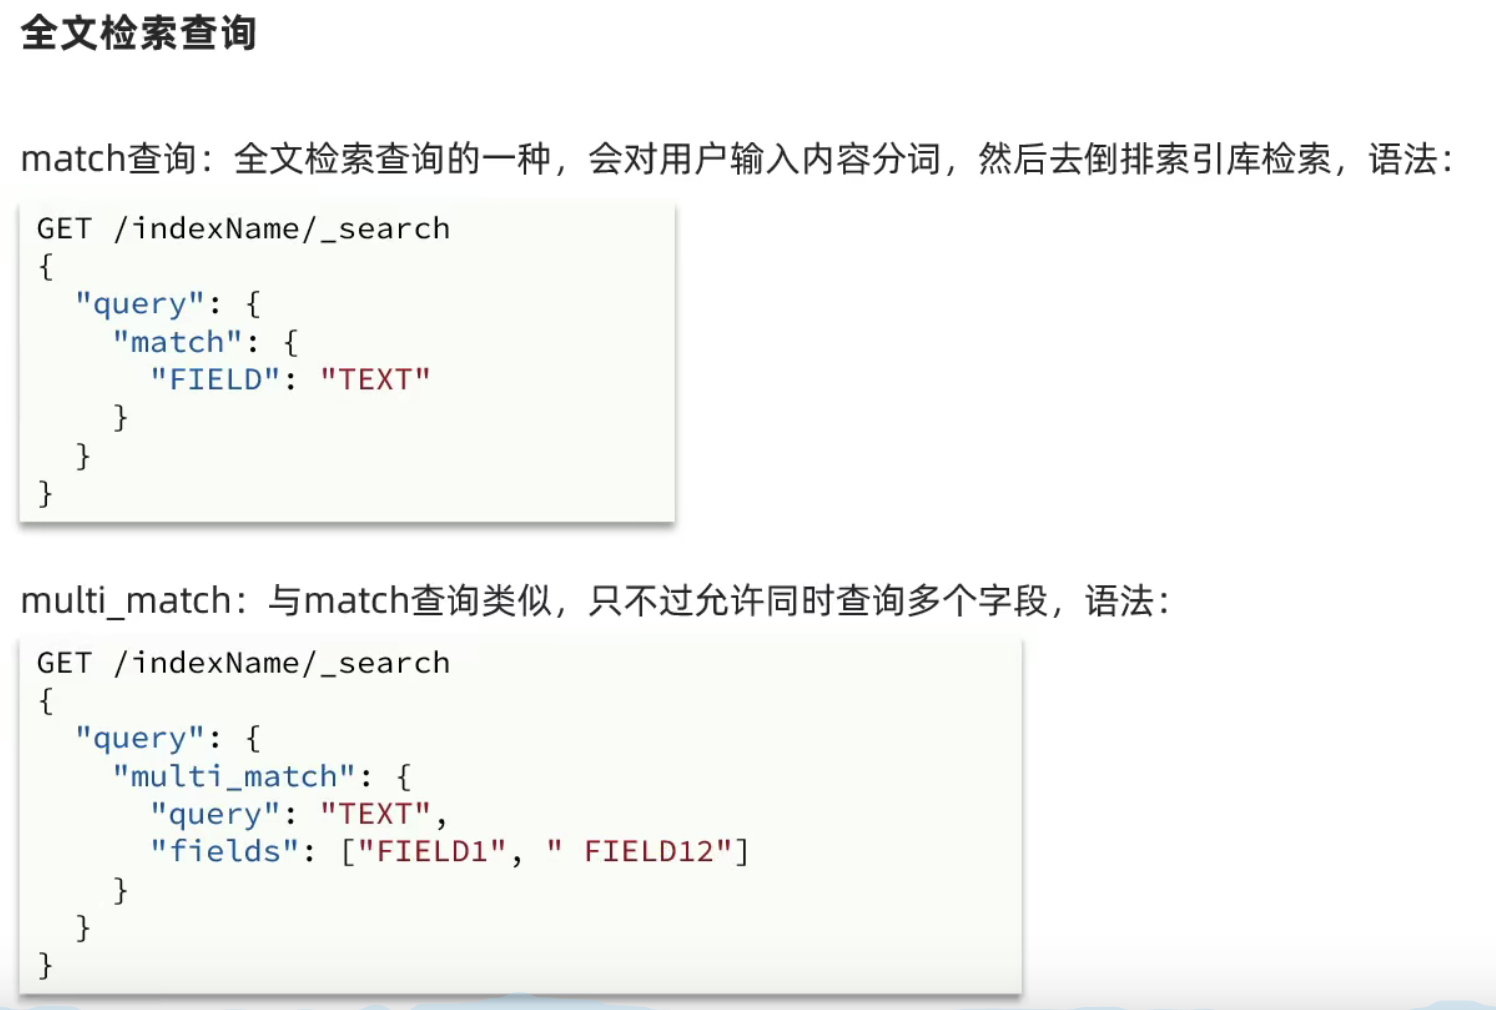 全文检索查询
match查询：全文检索查询的一种，会对用户输入内容分词，然后去倒排索引库检索，语法：
GET /indexName/_search
{
  "query": {
    "match": {
      "FIELD": "TEXT"
    }
  }
}
multi_match：与match查询类似，只不过允许同时查询多个字段，语法：
GET /indexName/_search
{
  "query": {
    "multi_match": {
      "query": "TEXT",
      "fields": ["FIELD1", " FIELD12"]
    }
  }
}